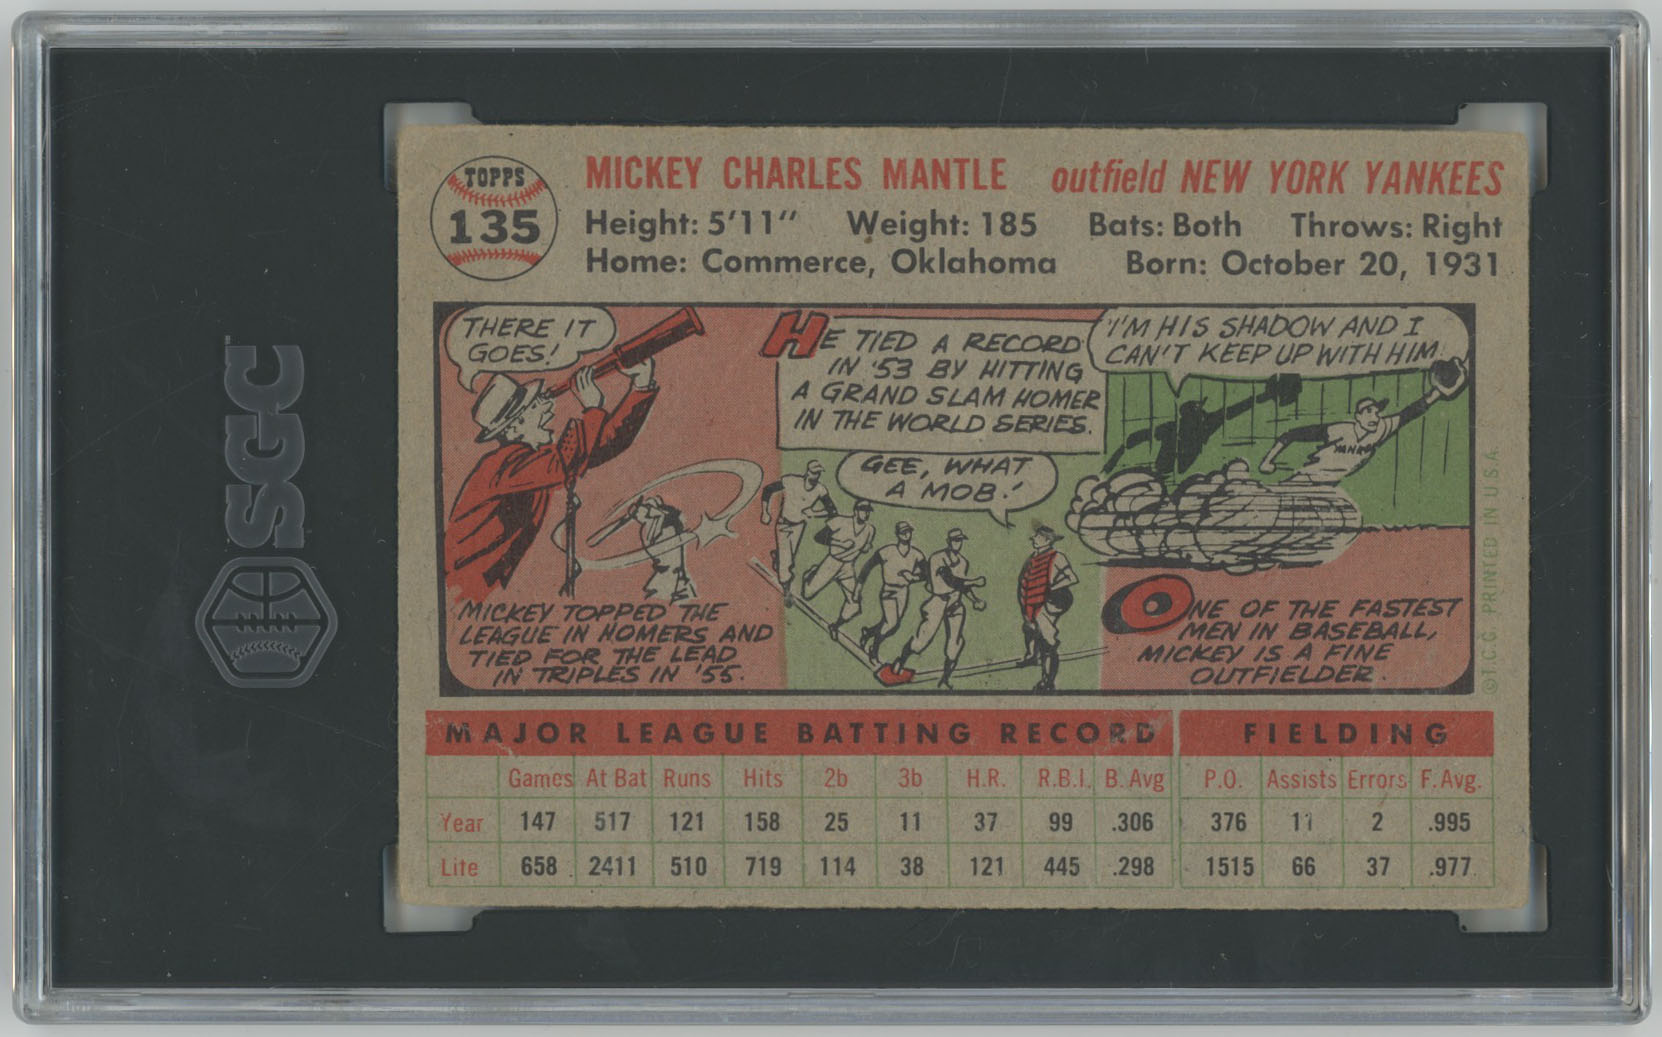 TOPPS
135
MICKEY CHARLES MANTLE outfield NEW YORK YANKEES
Height: 5'11" Weight: 185 Bats: Both Throws: Right
Home: Commerce, Oklahoma Born: October 20, 1931
THERE IT
GOES!
MICKEY TOPPED THE
LEAGUE IN HOMERS AND
TIED FOR THE LEAD
IN TRIPLES IN '55.
HE TIED A RECORD
IN '53 BY HITTING
A GRAND SLAM HOMER
IN THE WORLD SERIES.
GEE, WHAT
A MOB!
I'M HIS SHADOW AND I
CAN'T KEEP UP WITH HIM.
YANK
ONE OF THE FASTEST
MEN IN BASEBALL,
MICKEY IS A FINE
OUTFIELDER.
©T.C.G. PRINTED IN U.S.A.
MAJOR LEAGUE BATTING RECORD FIELDING
Games At Bat Runs Hits 2b 3b H.R. R.B.I. B. Avg P.O. Assists Errors F. Avg.
Year 147 517 121 158 25 11 37 99 .306 376 11 2 .995
Life 658 2411 510 719 114 38 121 445 .298 1515 66 37 .977
SGC